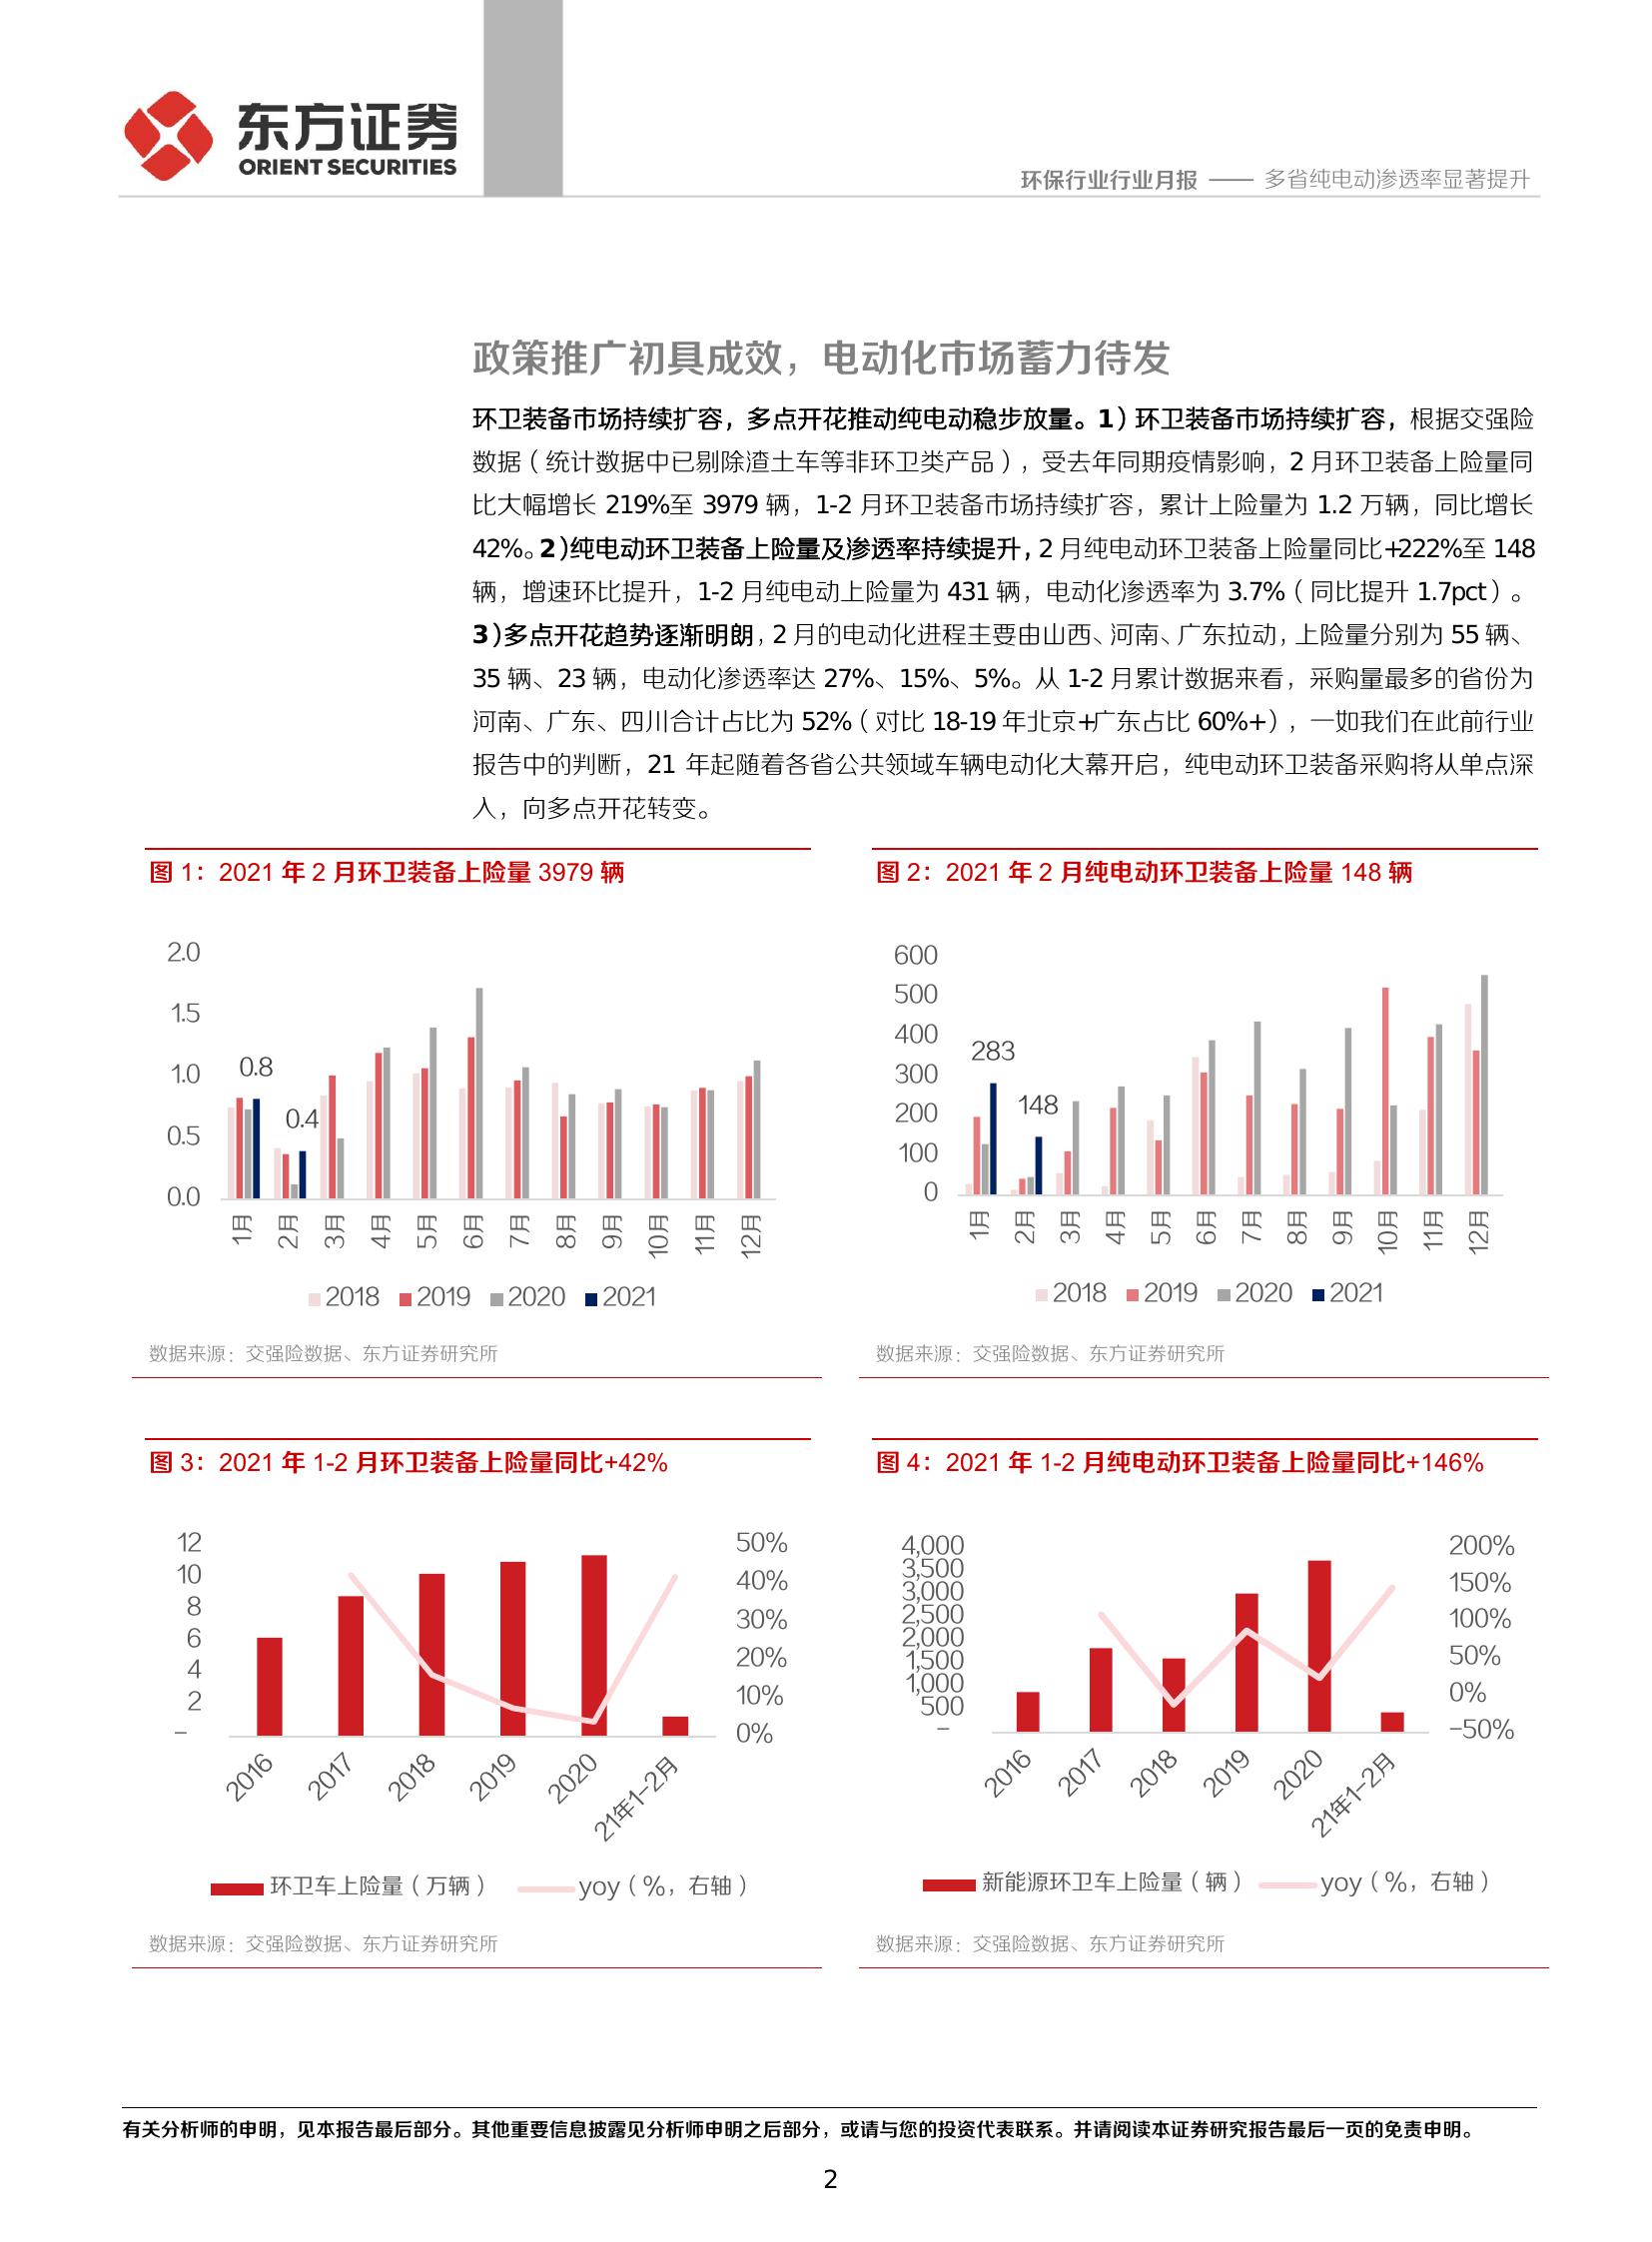 东方证券
ORIENT SECURITIES
环保行业行业月报 —— 多省纯电动渗透率显著提升
政策推广初具成效，电动化市场蓄力待发
环卫装备市场持续扩容，多点开花推动纯电动稳步放量。1）环卫装备市场持续扩容，根据交强险
数据（统计数据中已剔除渣土车等非环卫类产品），受去年同期疫情影响，2 月环卫装备上险量同
比大幅增长 219%至 3979 辆，1-2 月环卫装备市场持续扩容，累计上险量为 1.2 万辆，同比增长
42%。2）纯电动环卫装备上险量及渗透率持续提升，2 月纯电动环卫装备上险量同比+222%至 148
辆，增速环比提升，1-2 月纯电动上险量为 431 辆，电动化渗透率为 3.7%（同比提升 1.7pct）。
3）多点开花趋势逐渐明朗，2 月的电动化进程主要由山西、河南、广东拉动，上险量分别为 55 辆、
35 辆、23 辆，电动化渗透率达 27%、15%、5%。从 1-2 月累计数据来看，采购量最多的省份为
河南、广东、四川合计占比为 52%（对比 18-19 年北京+广东占比 60%+），一如我们在此前行业
报告中的判断，21 年起随着各省公共领域车辆电动化大幕开启，纯电动环卫装备采购将从单点深
入，向多点开花转变。
图 1：2021 年 2 月环卫装备上险量 3979 辆
2.0
1.5
1.0
0.5
0.0
0.8
0.4
1月 2月 3月 4月 5月 6月 7月 8月 9月 10月 11月 12月
2018 2019 2020 2021
数据来源：交强险数据、东方证券研究所
图 2：2021 年 2 月纯电动环卫装备上险量 148 辆
600
500
400
300
200
100
0
283
148
1月 2月 3月 4月 5月 6月 7月 8月 9月 10月 11月 12月
2018 2019 2020 2021
数据来源：交强险数据、东方证券研究所
图 3：2021 年 1-2 月环卫装备上险量同比+42%
12
10
8
6
4
2
–
50%
40%
30%
20%
10%
0%
2016 2017 2018 2019 2020 21年1-2月
环卫车上险量（万辆） yoy（%，右轴）
数据来源：交强险数据、东方证券研究所
图 4：2021 年 1-2 月纯电动环卫装备上险量同比+146%
4,000
3,500
3,000
2,500
2,000
1,500
1,000
500
–
200%
150%
100%
50%
0%
-50%
2016 2017 2018 2019 2020 21年1-2月
新能源环卫车上险量（辆） yoy（%，右轴）
数据来源：交强险数据、东方证券研究所
有关分析师的申明，见本报告最后部分。其他重要信息披露见分析师申明之后部分，或请与您的投资代表联系。并请阅读本证券研究报告最后一页的免责申明。
2